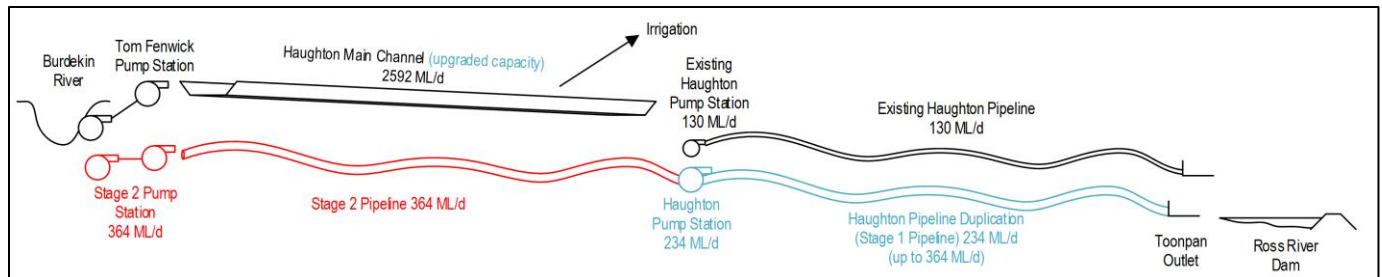 Burdekin
River
Tom Fenwick
Pump Station
Haughton Main Channel (upgraded capacity)
2592 ML/d
Irrigation
Existing
Haughton
Pump Station
130 ML/d
Existing Haughton Pipeline
130 ML/d
Stage 2 Pump
Station
364 ML/d
Stage 2 Pipeline 364 ML/d
Haughton
Pump Station
234 ML/d
Haughton Pipeline Duplication
(Stage 1 Pipeline) 234 ML/d
(up to 364 ML/d)
Toonpan
Outlet
Ross River
Dam